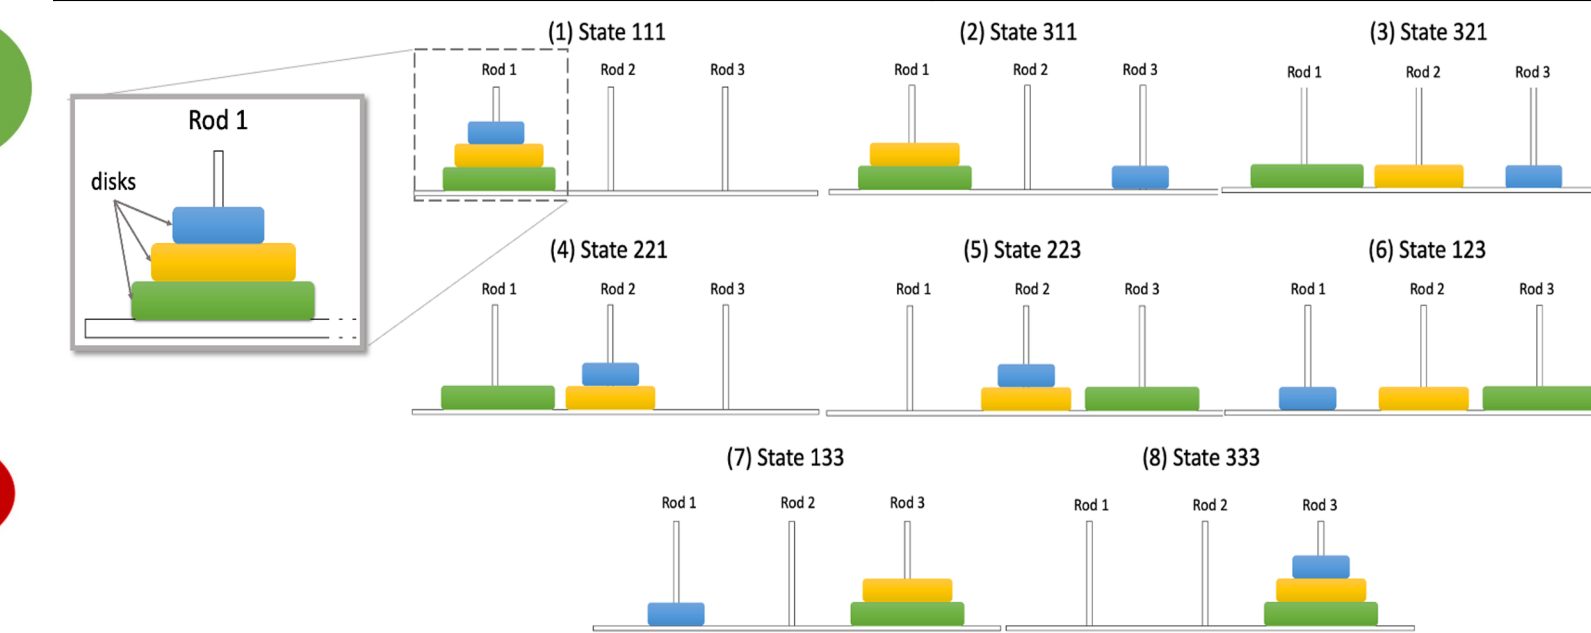 (1) State 111
Rod 1
Rod 2
Rod 3
(2) State 311
Rod 1
Rod 2
Rod 3
(3) State 321
Rod 1
Rod 2
Rod 3
Rod 1
disks
(4) State 221
Rod 1
Rod 2
Rod 3
(5) State 223
Rod 1
Rod 2
Rod 3
(6) State 123
Rod 1
Rod 2
Rod 3
(7) State 133
Rod 1
Rod 2
Rod 3
(8) State 333
Rod 1
Rod 2
Rod 3